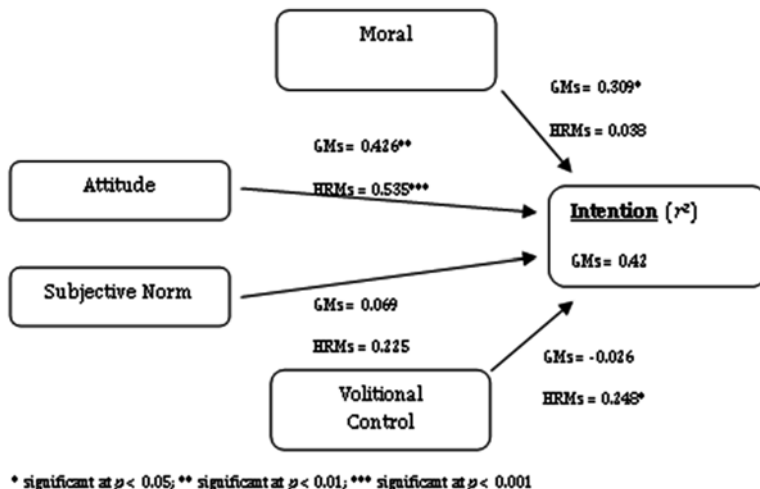 Moral
GMs = 0.309*
HRMs = 0.038
GMs = 0.426**
HRMs = 0.535***
Attitude
Intention (r²)
GMs = 0.42
Subjective Norm
GMs = 0.069
HRMs = 0.225
GMs = -0.026
HRMs = 0.248*
Volitional
Control
* significant at p < 0.05; ** significant at p < 0.01; *** significant at p < 0.001